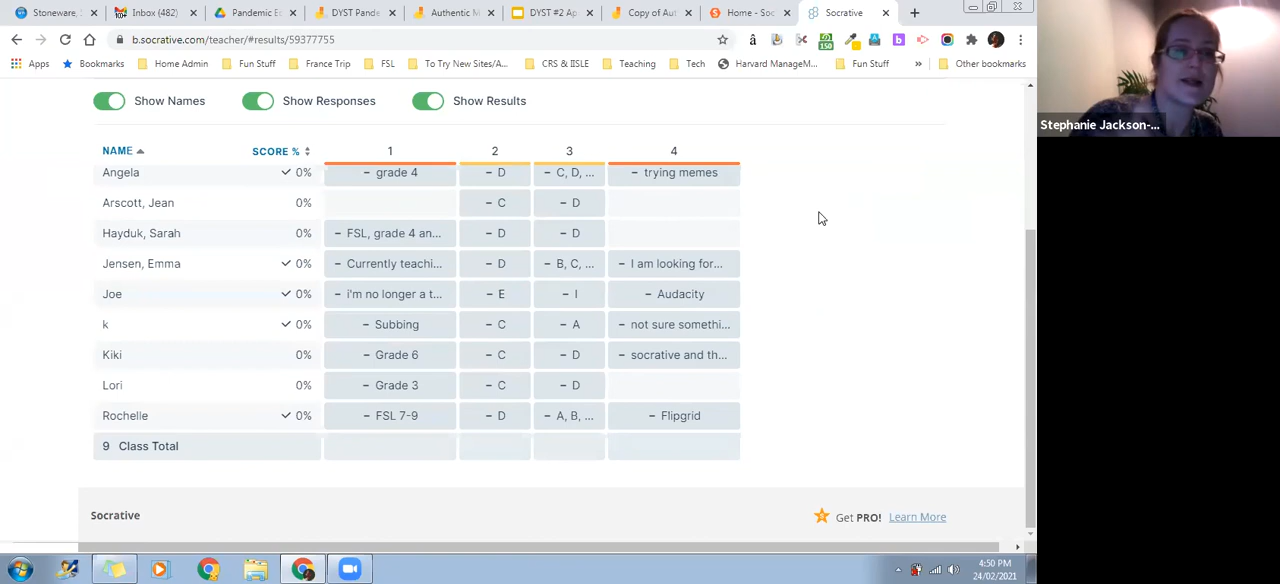 Stoneware,
Inbox (482)
Pandemic Ec
DYST Pande
Authentic M
DYST #2 Ap
Copy of Aut
Home - Soc
Socrative
b.socrative.com/teacher/#results/59377755
150
Apps
Bookmarks
Home Admin
Fun Stuff
France Trip
FSL
To Try New Sites/A...
CRS & IISLE
Teaching
Tech
Harvard ManageM...
Fun Stuff
»
Other bookmarks
Show Names
Show Responses
Show Results
NAME SCORE % 1 2 3 4
Angela 0% – grade 4 – D – C, D, ... – trying memes
Arscott, Jean 0% – C – D
Hayduk, Sarah 0% – FSL, grade 4 an... – D – D
Jensen, Emma 0% – Currently teachi... – D – B, C, ... – I am looking for...
Joe 0% – i'm no longer a t... – E – I – Audacity
k 0% – Subbing – C – A – not sure somethi...
Kiki 0% – Grade 6 – C – D – socrative and th...
Lori 0% – Grade 3 – C – D
Rochelle 0% – FSL 7-9 – D – A, B, ... – Flipgrid
9 Class Total
Socrative
Get PRO! Learn More
4:50 PM
24/02/2021
Stephanie Jackson-...